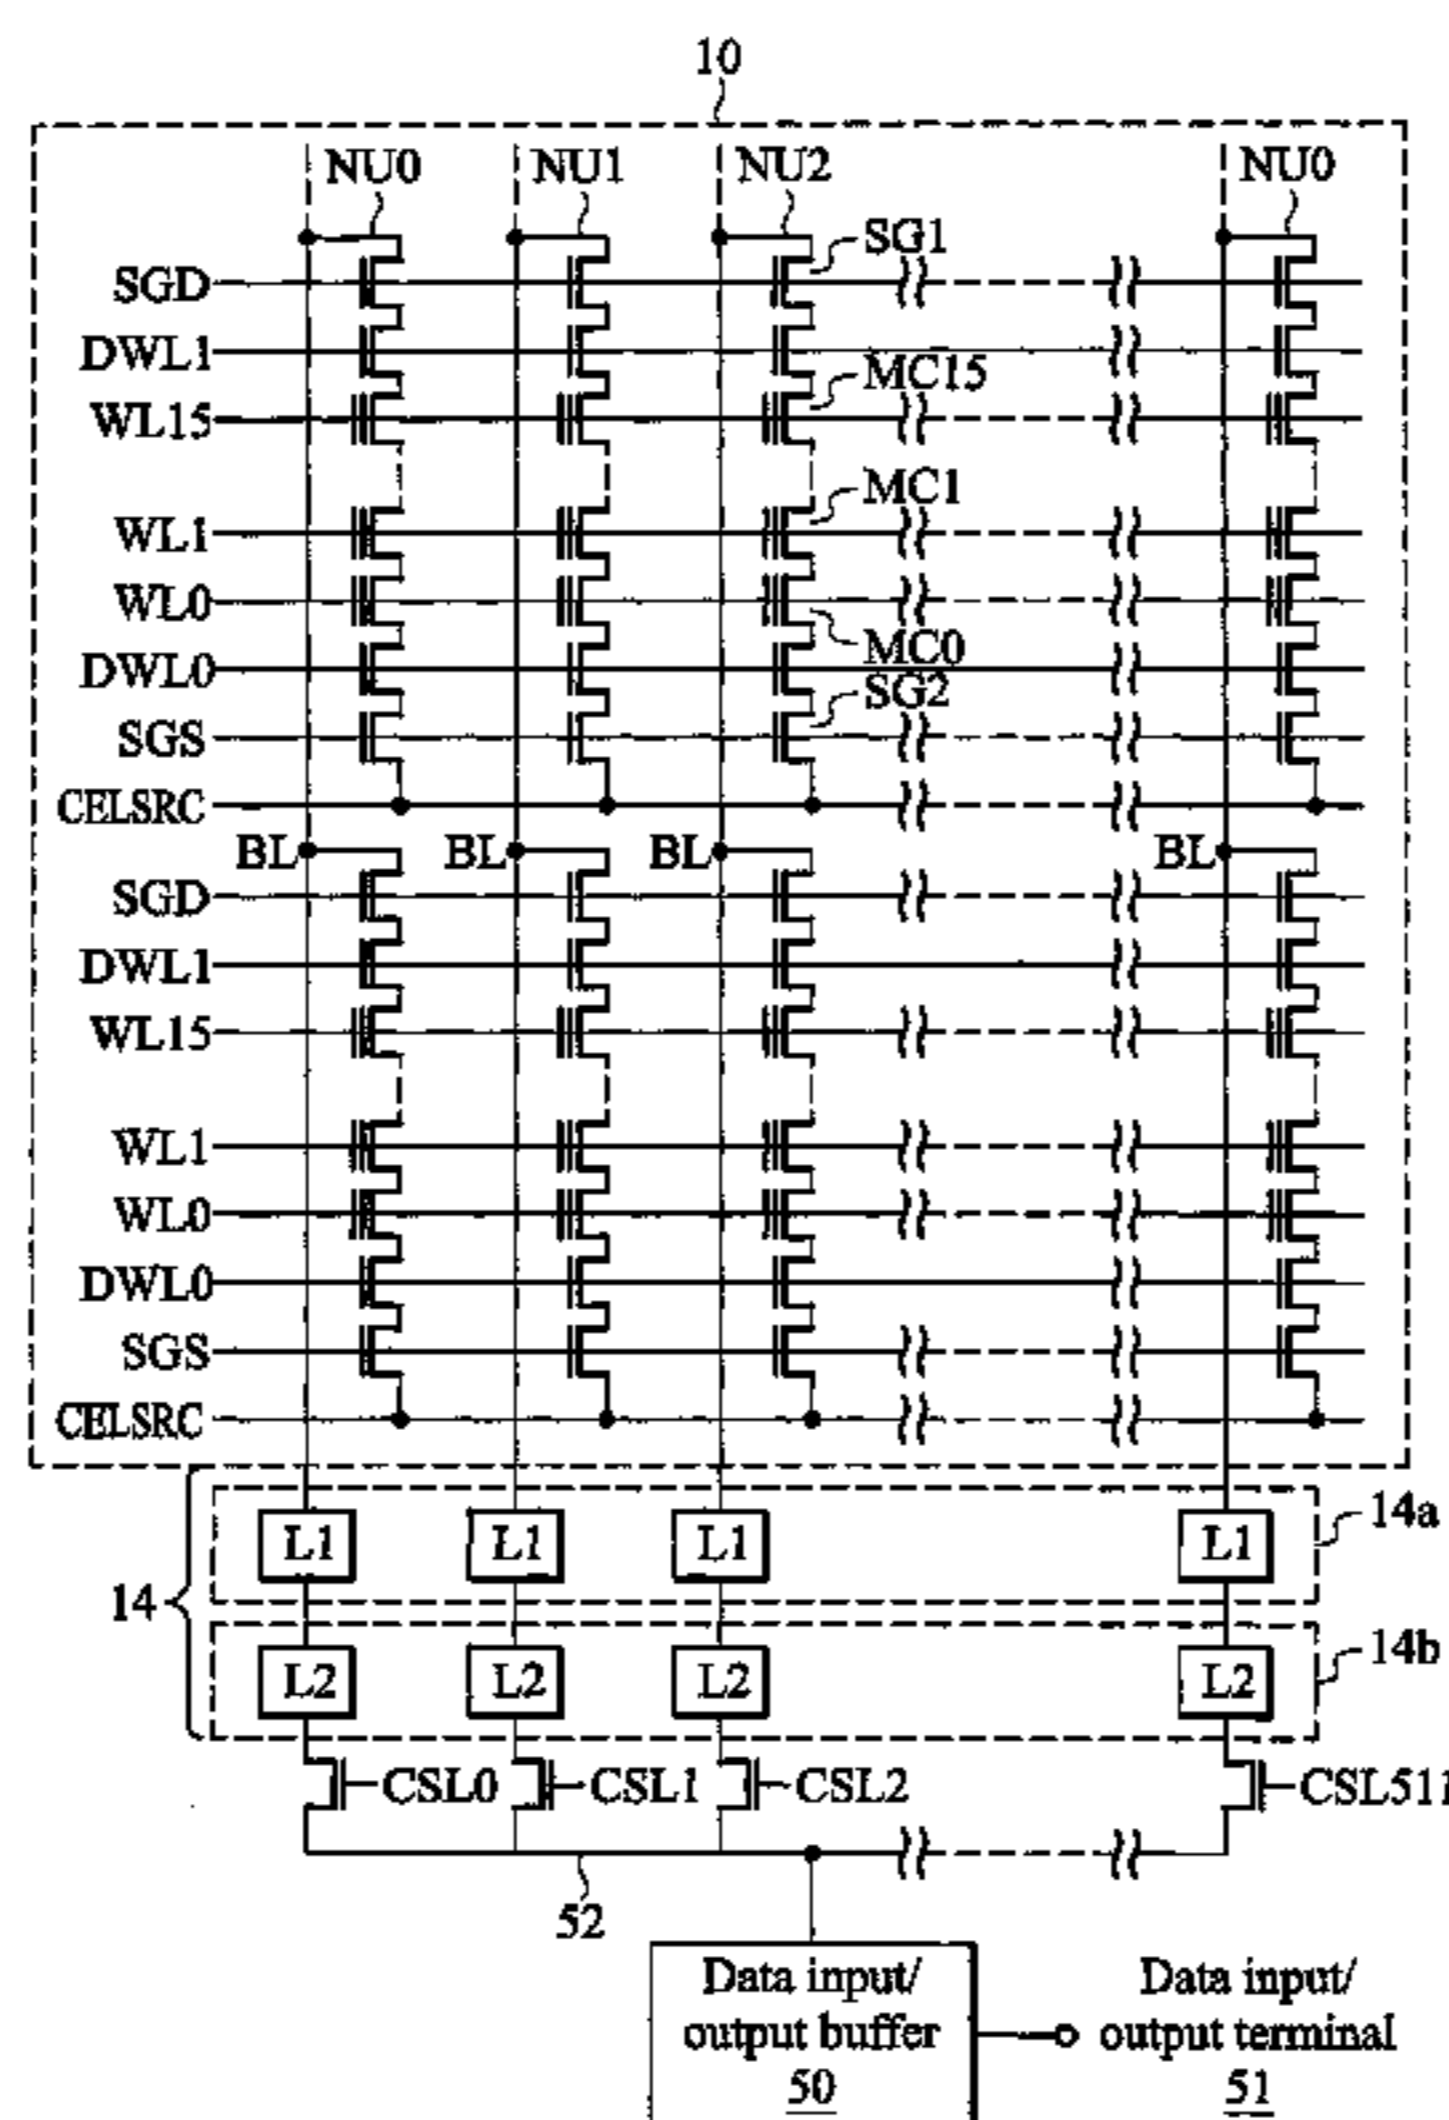 10
NU0 NU1 NU2 NU0
SG1
SGD
DWL1
MC15
WL15
MC1
WL1
WL0
MC0
DWL0
SG2
SGS
CELSRC
BL BL BL BL
SGD
DWL1
WL15
WL1
WL0
DWL0
SGS
CELSRC
14a
L1 L1 L1 L1
14
14b
L2 L2 L2 L2
CSL0 CSL1 CSL2 CSL511
52
Data input/
output buffer
50
Data input/
output terminal
51